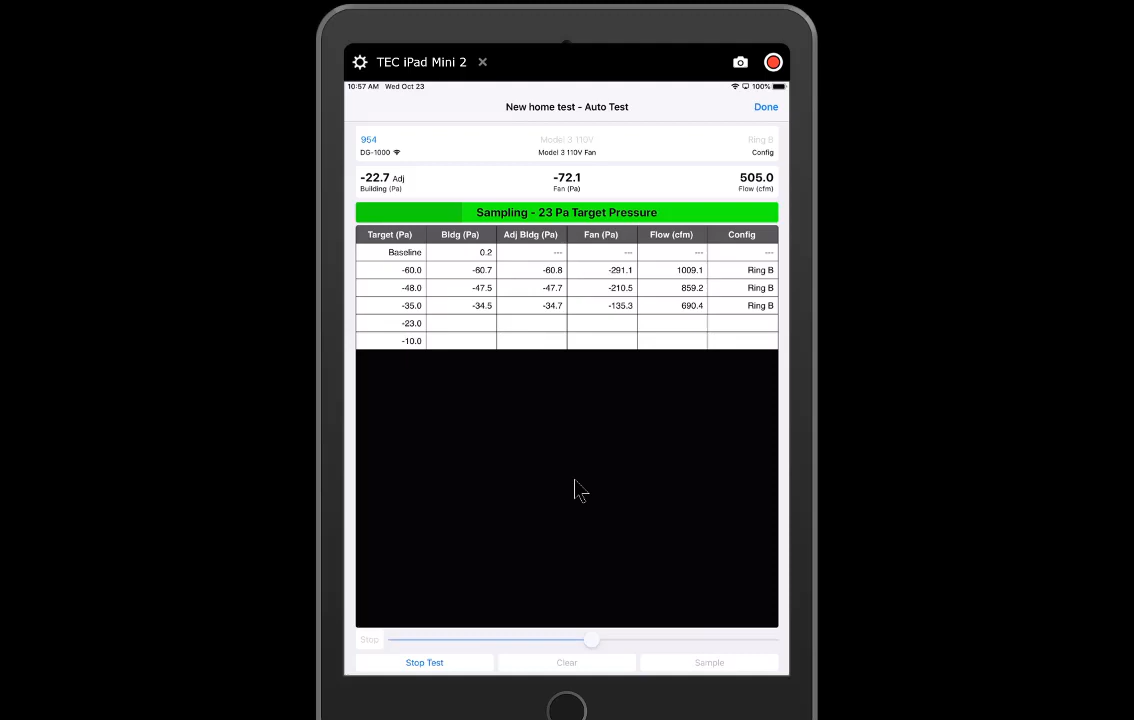 TEC iPad Mini 2
10:57 AM Wed Oct 23 100%
New home test - Auto Test Done
954 Model 3 110V Ring B
DG-1000 Model 3 110V Fan Config
-22.7 Adj -72.1 505.0
Building (Pa) Fan (Pa) Flow (cfm)
Sampling - 23 Pa Target Pressure
Target (Pa) Bldg (Pa) Adj Bldg (Pa) Fan (Pa) Flow (cfm) Config
Baseline 0.2 --- --- --- ---
-60.0 -60.7 -60.8 -291.1 1009.1 Ring B
-48.0 -47.5 -47.7 -210.5 859.2 Ring B
-35.0 -34.5 -34.7 -135.3 690.4 Ring B
-23.0
-10.0
Stop
Stop Test Clear Sample